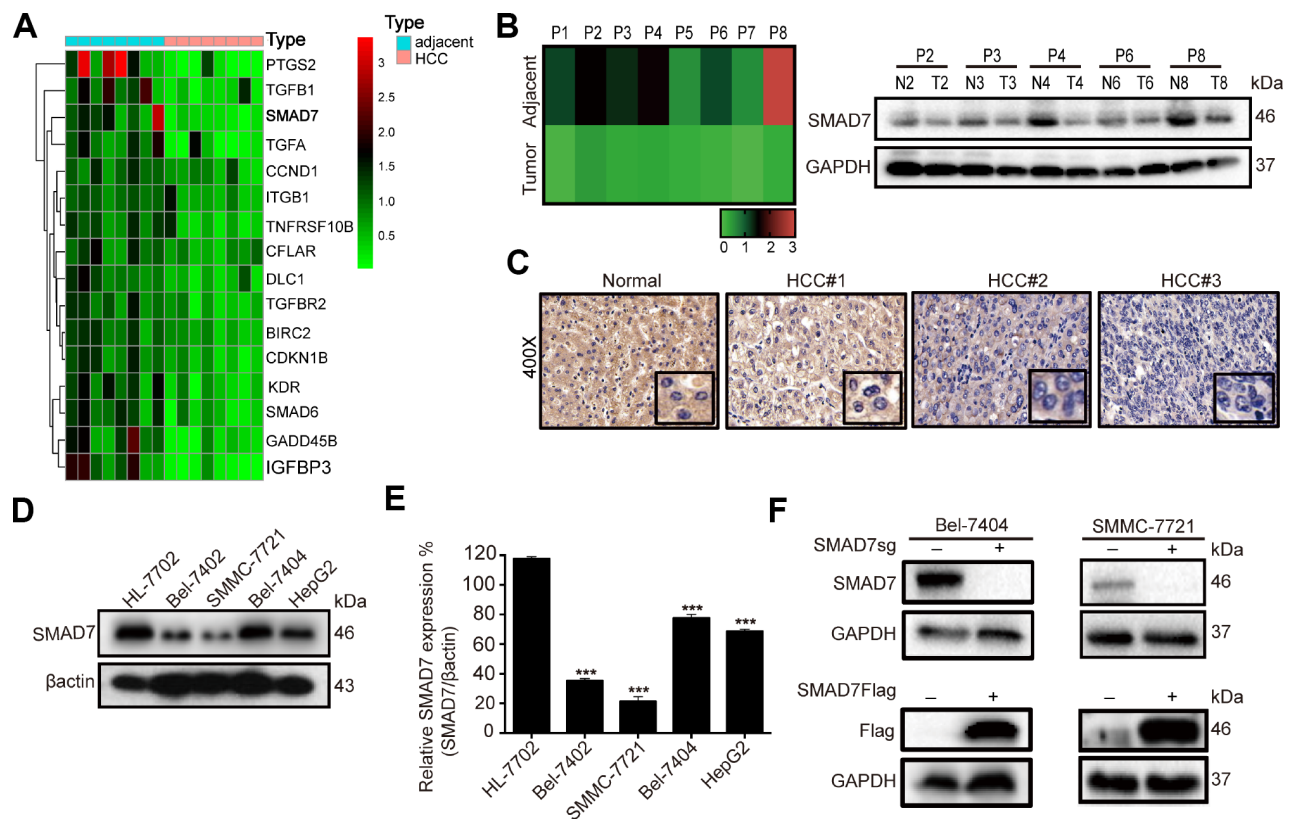 A
Type
Type
adjacent
HCC
3
2.5
2.0
1.5
1.0
0.5
PTGS2
TGFB1
SMAD7
TGFA
CCND1
ITGB1
TNFRSF10B
CFLAR
DLC1
TGFBR2
BIRC2
CDKN1B
KDR
SMAD6
GADD45B
IGFBP3
B
P1 P2 P3 P4 P5 P6 P7 P8
Adjacent
Tumor
0 1 2 3
P2 P3 P4 P6 P8
N2 T2 N3 T3 N4 T4 N6 T6 N8 T8 kDa
SMAD7 46
GAPDH 37
C
Normal HCC#1 HCC#2 HCC#3
400X
D
HL-7702 Bel-7402 SMMC-7721 Bel-7404 HepG2
kDa
SMAD7 46
βactin 43
E
Relative SMAD7 expression %
(SMAD7/βactin)
120
100
80
60
40
20
0
*** *** *** ***
HL-7702 Bel-7402 SMMC-7721 Bel-7404 HepG2
F
Bel-7404 SMMC-7721
SMAD7sg – + – + kDa
SMAD7 46
GAPDH 37
SMAD7Flag – + – + kDa
Flag 46
GAPDH 37